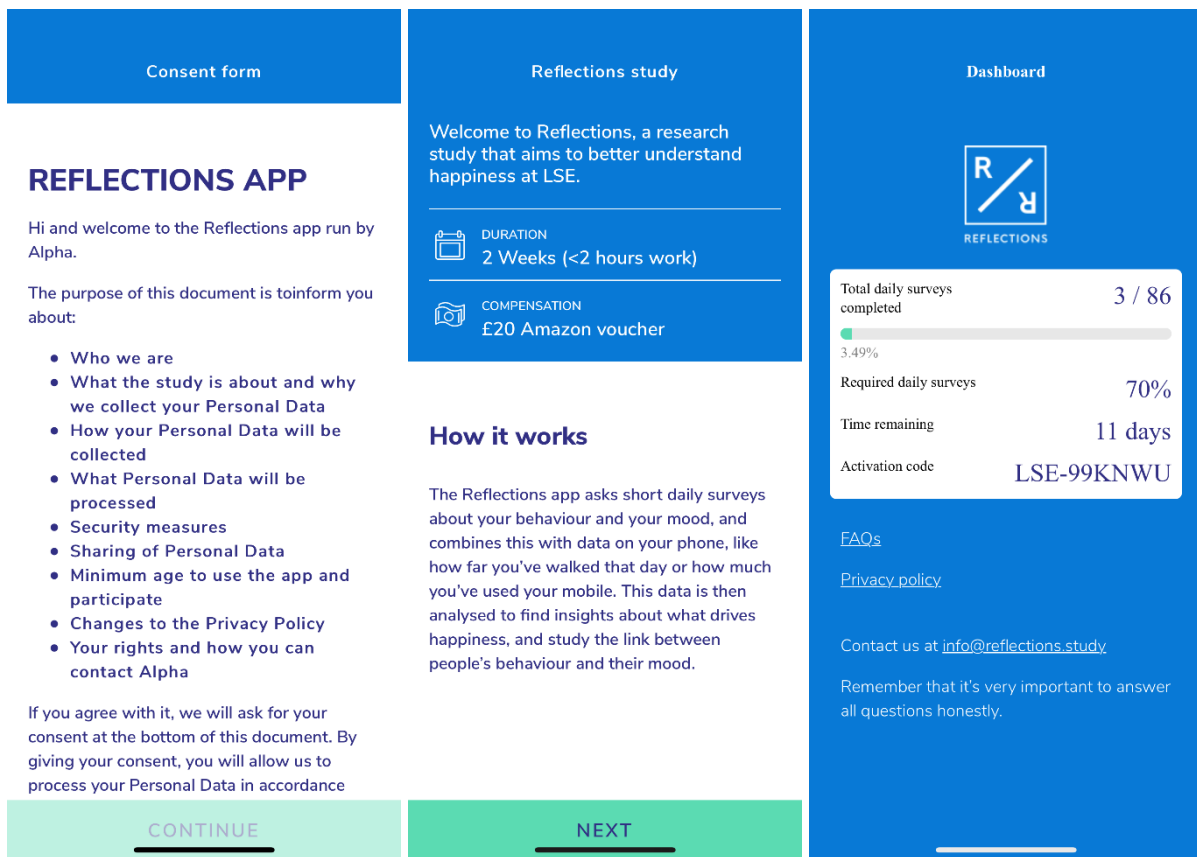 Consent form
REFLECTIONS APP
Hi and welcome to the Reflections app run by
Alpha.
The purpose of this document is toinform you
about:
● Who we are
● What the study is about and why
we collect your Personal Data
● How your Personal Data will be
collected
● What Personal Data will be
processed
● Security measures
● Sharing of Personal Data
● Minimum age to use the app and
participate
● Changes to the Privacy Policy
● Your rights and how you can
contact Alpha
If you agree with it, we will ask for your
consent at the bottom of this document. By
giving your consent, you will allow us to
process your Personal Data in accordance
CONTINUE
Reflections study
Welcome to Reflections, a research
study that aims to better understand
happiness at LSE.
DURATION
2 Weeks (<2 hours work)
COMPENSATION
£20 Amazon voucher
How it works
The Reflections app asks short daily surveys
about your behaviour and your mood, and
combines this with data on your phone, like
how far you've walked that day or how much
you've used your mobile. This data is then
analysed to find insights about what drives
happiness, and study the link between
people's behaviour and their mood.
NEXT
Dashboard
R/R
REFLECTIONS
Total daily surveys
completed
3 / 86
3.49%
Required daily surveys
70%
Time remaining
11 days
Activation code
LSE-99KNWU
FAQs
Privacy policy
Contact us at info@reflections.study
Remember that it's very important to answer
all questions honestly.